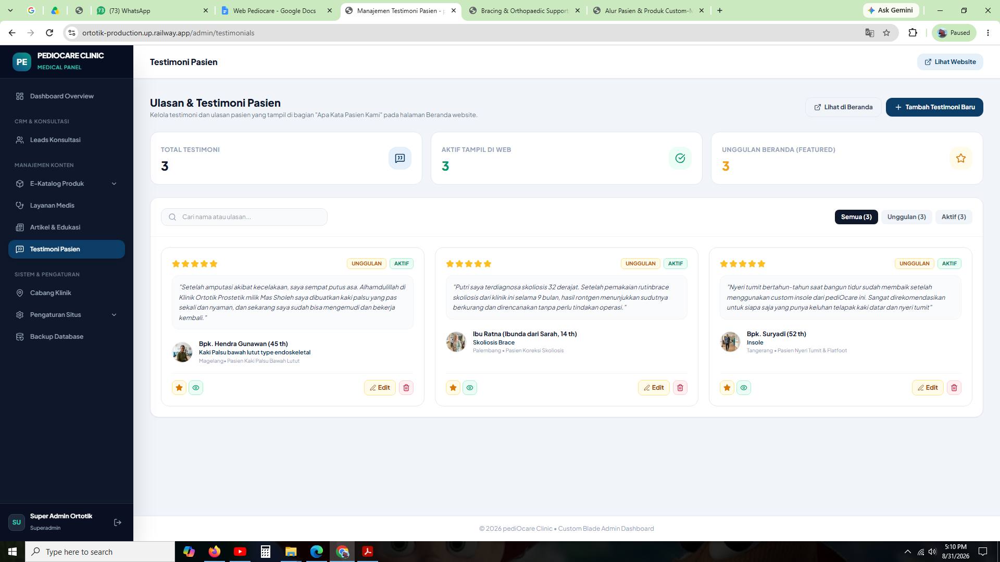 (73) WhatsApp
Web Pediocare - Google Docs
Manajemen Testimoni Pasien -
Bracing & Orthopaedic Support
Alur Pasien & Produk Custom-
Ask Gemini
ortotik-production.up.railway.app/admin/testimonials
Paused
PE
PEDIOCARE CLINIC
MEDICAL PANEL
Dashboard Overview
CRM & KONSULTASI
Leads Konsultasi
MANAJEMEN KONTEN
E-Katalog Produk
Layanan Medis
Artikel & Edukasi
Testimoni Pasien
SISTEM & PENGATURAN
Cabang Klinik
Pengaturan Situs
Backup Database
SU
Super Admin Ortotik
Superadmin
Testimoni Pasien
Lihat Website
Ulasan & Testimoni Pasien
Kelola testimoni dan ulasan pasien yang tampil di bagian "Apa Kata Pasien Kami" pada halaman Beranda website.
Lihat di Beranda
Tambah Testimoni Baru
TOTAL TESTIMONI
3
AKTIF TAMPIL DI WEB
3
UNGGULAN BERANDA (FEATURED)
3
Cari nama atau ulasan...
Semua (3)
Unggulan (3)
Aktif (3)
UNGGULAN
AKTIF
"Setelah amputasi akibat kecelakaan, saya sempat putus asa. Alhamdulillah di
Klinik Ortotik Prostetik milik Mas Sholeh saya dibuatkan kaki palsu yang pas
sekali dan nyaman, dan sekarang saya sudah bisa mengemudi dan bekerja
kembali."
Bpk. Hendra Gunawan (45 th)
Kaki Palsu bawah lutut type endoskeletal
Magelang• Pasien Kaki Palsu Bawah Lutut
Edit
UNGGULAN
AKTIF
"Putri saya terdiagnosa skoliosis 32 derajat. Setelah pemakaian rutinbrace
skoliosis dari klinik ini selama 9 bulan, hasil rontgen menunjukkan sudutnya
berkurang dan direncanakan tanpa perlu tindakan operasi."
Ibu Ratna (Ibunda dari Sarah, 14 th)
Skoliosis Brace
Palembang • Pasien Koreksi Skoliosis
Edit
UNGGULAN
AKTIF
"Nyeri tumit bertahun-tahun saat bangun tidur sudah membaik setelah
menggunakan custom insole dari pediOcare ini. Sangat direkomendasikan
untuk siapa saja yang punya keluhan telapak kaki datar dan nyeri tumit"
Bpk. Suryadi (52 th)
Insole
Tangerang • Pasien Nyeri Tumit & Flatfoot
Edit
© 2026 pediOcare Clinic • Custom Blade Admin Dashboard
Type here to search
5:10 PM
8/31/2026